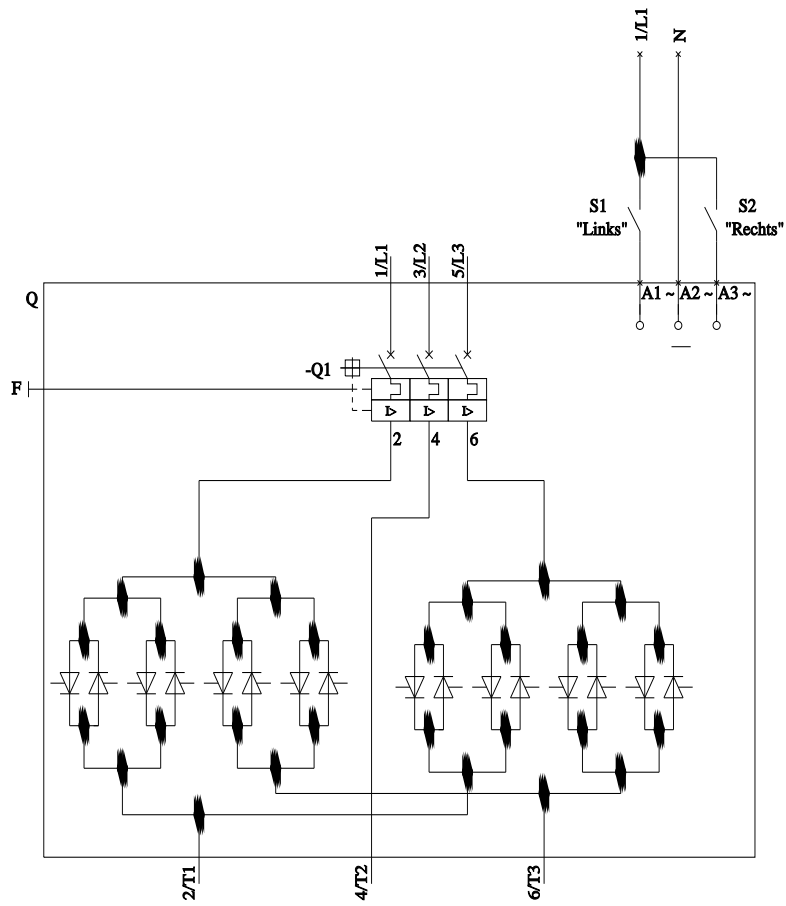 1/L1
N
S1
"Links"
S2
"Rechts"
1/L1
3/L2
5/L3
Q
A1 ~
A2 ~
A3 ~
-Q1
F
I>
I>
I>
2
4
6
2/T1
4/T2
6/T3